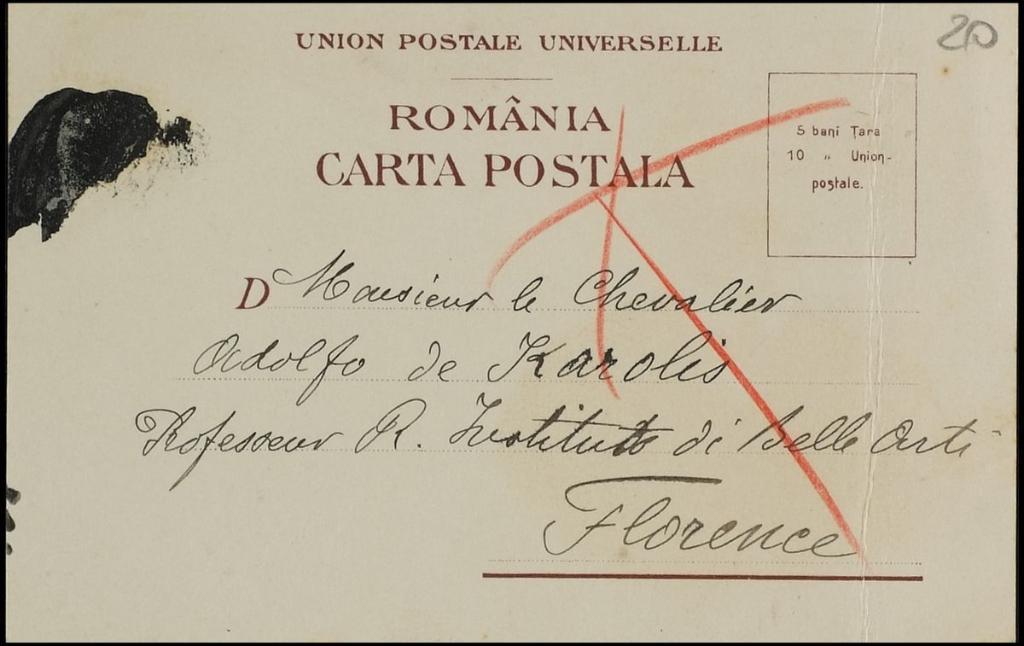 20
UNION POSTALE UNIVERSELLE
ROMÂNIA
CARTA POSTALA
5 bani Ţara
10 „ Union-
postale.
D Monsieur le Chevalier
Adolfo de Karolis
Professeur R. Institute di Belle Arti
Florence